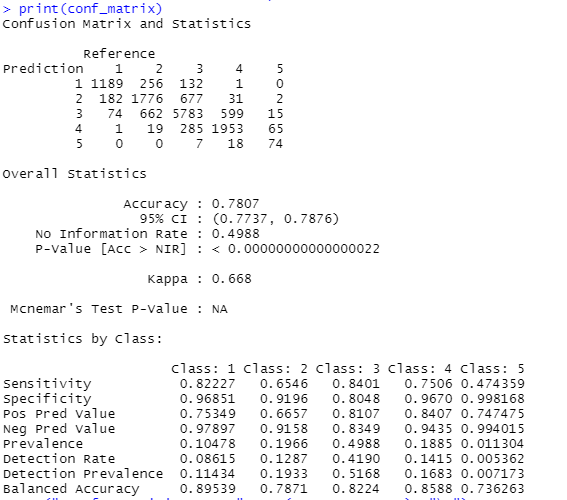 > print(conf_matrix)
Confusion Matrix and Statistics
Reference
Prediction 1 2 3 4 5
1 1189 256 132 1 0
2 182 1776 677 31 2
3 74 662 5783 599 15
4 1 19 285 1953 65
5 0 0 7 18 74
Overall Statistics
Accuracy : 0.7807
95% CI : (0.7737, 0.7876)
No Information Rate : 0.4988
P-Value [Acc > NIR] : < 0.00000000000000022
Kappa : 0.668
Mcnemar's Test P-Value : NA
Statistics by Class:
Class: 1 Class: 2 Class: 3 Class: 4 Class: 5
Sensitivity 0.82227 0.6546 0.8401 0.7506 0.474359
Specificity 0.96851 0.9196 0.8048 0.9670 0.998168
Pos Pred Value 0.75349 0.6657 0.8107 0.8407 0.747475
Neg Pred Value 0.97897 0.9158 0.8349 0.9435 0.994015
Prevalence 0.10478 0.1966 0.4988 0.1885 0.011304
Detection Rate 0.08615 0.1287 0.4190 0.1415 0.005362
Detection Prevalence 0.11434 0.1933 0.5168 0.1683 0.007173
Balanced Accuracy 0.89539 0.7871 0.8224 0.8588 0.736263